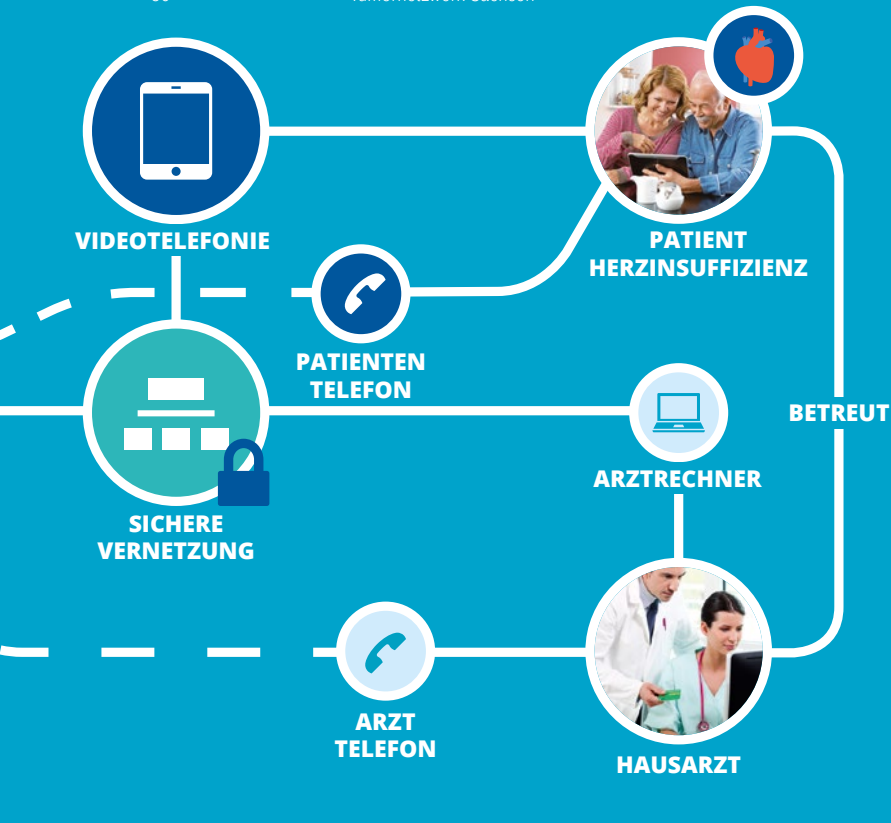 VIDEOTELEFONIE
PATIENT
HERZINSUFFIZIENZ
PATIENTEN
TELEFON
BETREUT
ARZTRECHNER
SICHERE
VERNETZUNG
ARZT
TELEFON
HAUSARZT